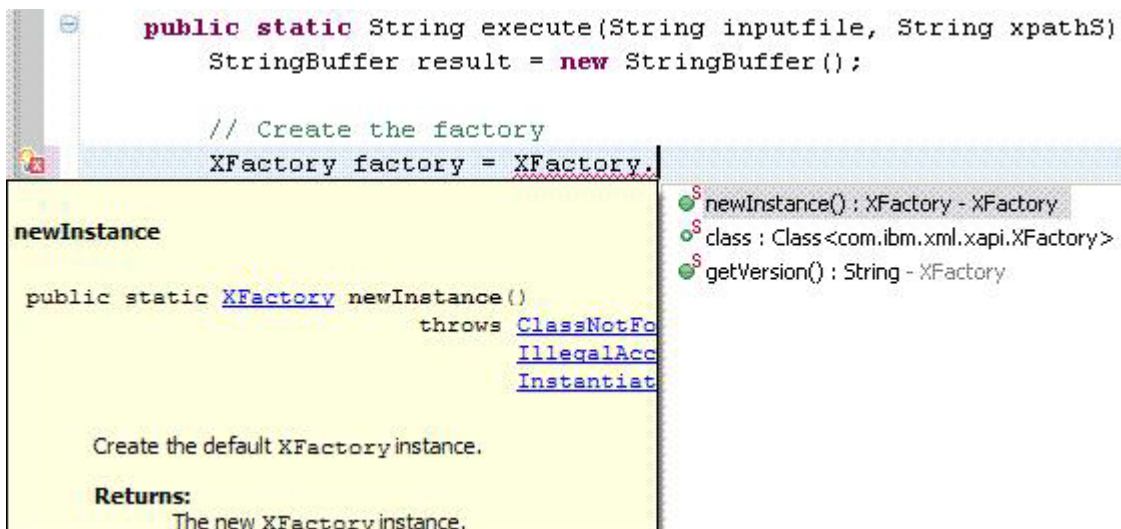 public static String execute(String inputfile, String xpathS)
StringBuffer result = new StringBuffer();
// Create the factory
XFactory factory = XFactory.
newInstance
public static XFactory newInstance()
throws ClassNotFo
IllegalAcc
Instantiat
Create the default XFactory instance.
Returns:
The new XFactory instance.
newInstance() : XFactory - XFactory
class : Class<com.ibm.xml.xapi.XFactory>
getVersion() : String - XFactory